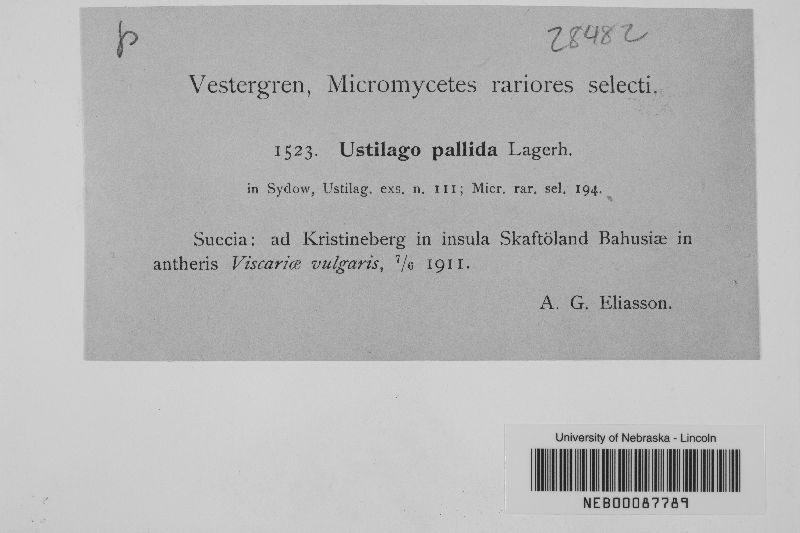 p
28482
Vestergren, Micromycetes rariores selecti.
1523. Ustilago pallida Lagerh.
in Sydow, Ustilag. exs. n. 111; Micr. rar. sel. 194.
Suecia: ad Kristineberg in insula Skaftöland Bahusiæ in
antheris Viscariæ vulgaris, 7/6 1911.
A. G. Eliasson.
University of Nebraska - Lincoln
NEB00087789